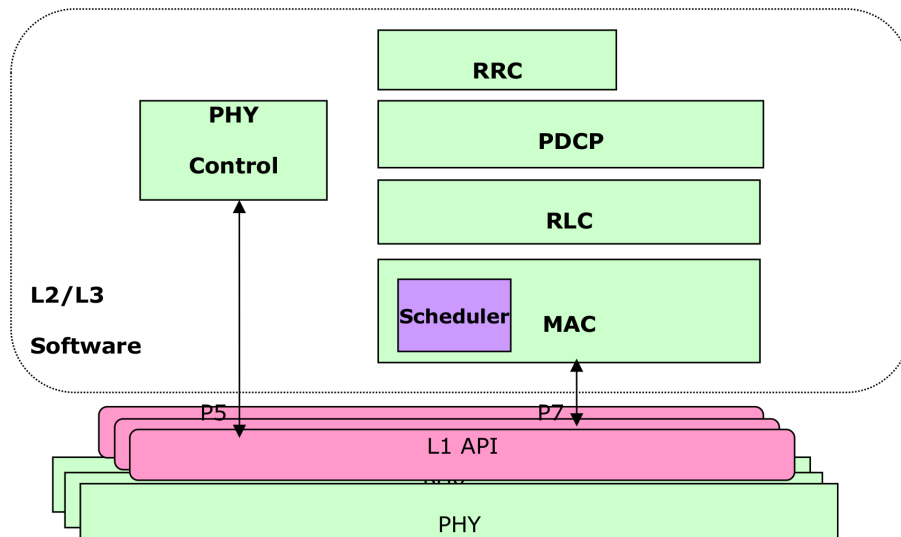 RRC
PHY
Control
PDCP
RLC
L2/L3
Software
Scheduler
MAC
P5
P7
L1 API
PHY